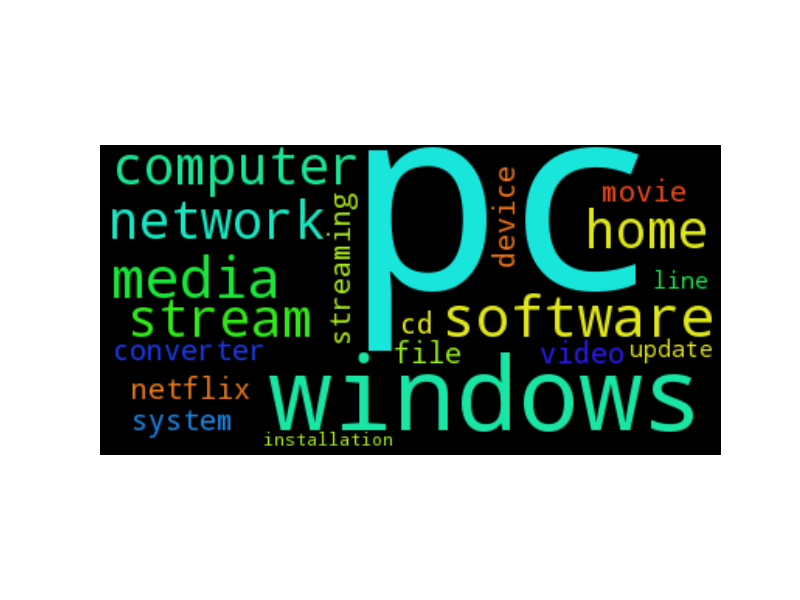 computer
pc
device
movie
network
streaming
home
media
line
stream
cd
software
converter
file
video
update
netflix
windows
system
installation